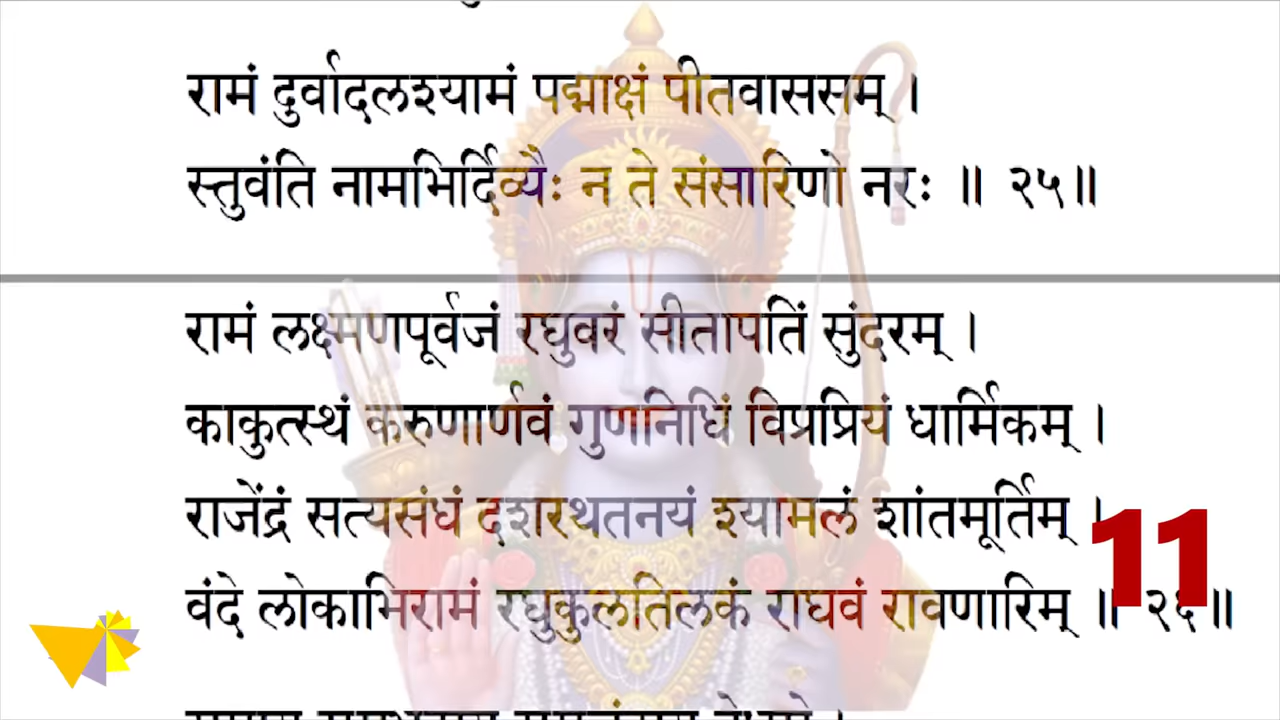 रामं दुर्वादलश्यामं पद्माक्षं पीतवाससम् ।
स्तुवंति नामभिर्दिव्यैः न ते संसारिणो नरः ॥ २५॥
रामं लक्ष्मणपूर्वजं रघुवरं सीतापतिं सुंदरम् ।
काकुत्स्थं करुणार्णवं गुणनिधिं विप्रप्रियं धार्मिकम् ।
राजेंद्रं सत्यसंधं दशरथतनयं श्यामलं शांतमूर्तिम् ।
11
वंदे लोकाभिरामं रघुकुलतिलकं राघवं रावणारिम् ॥ २६॥